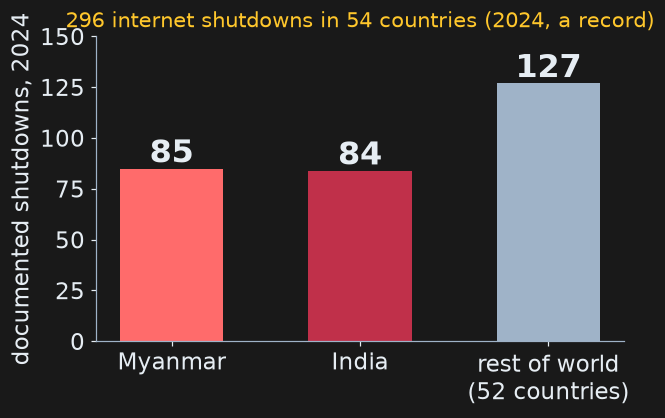 296 internet shutdowns in 54 countries (2024, a record)
documented shutdowns, 2024
150
125
100
75
50
25
0
85
84
127
Myanmar
India
rest of world
(52 countries)